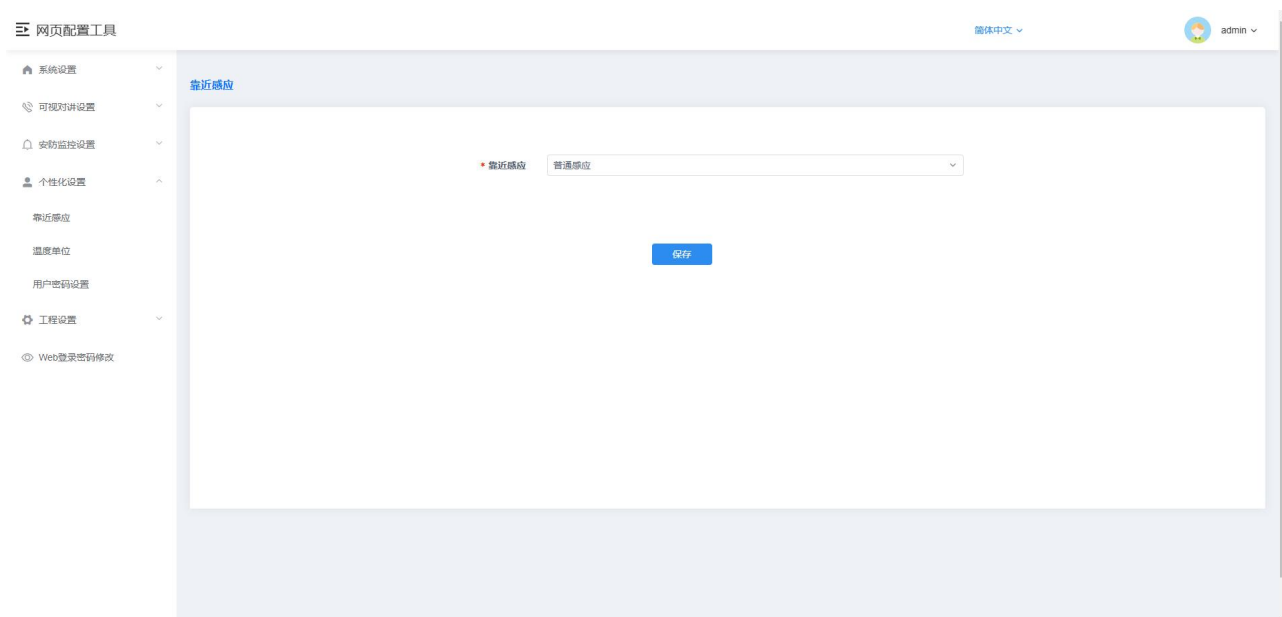 网页配置工具
简体中文
admin
系统设置
可视对讲设置
安防监控设置
个性化设置
靠近感应
温度单位
用户密码设置
工程设置
Web登录密码修改
靠近感应
* 靠近感应
普通感应
保存